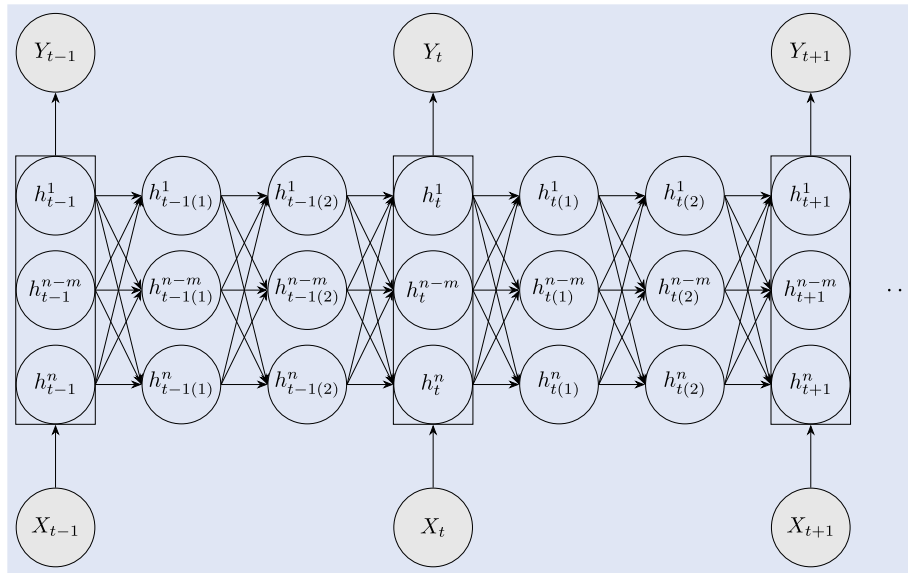 Y_{t-1} Y_t Y_{t+1}
h^1_{t-1} h^1_{t-1(1)} h^1_{t-1(2)} h^1_t h^1_{t(1)} h^1_{t(2)} h^1_{t+1}
h^{n-m}_{t-1} h^{n-m}_{t-1(1)} h^{n-m}_{t-1(2)} h^{n-m}_t h^{n-m}_{t(1)} h^{n-m}_{t(2)} h^{n-m}_{t+1} ..
h^n_{t-1} h^n_{t-1(1)} h^n_{t-1(2)} h^n_t h^n_{t(1)} h^n_{t(2)} h^n_{t+1}
X_{t-1} X_t X_{t+1}